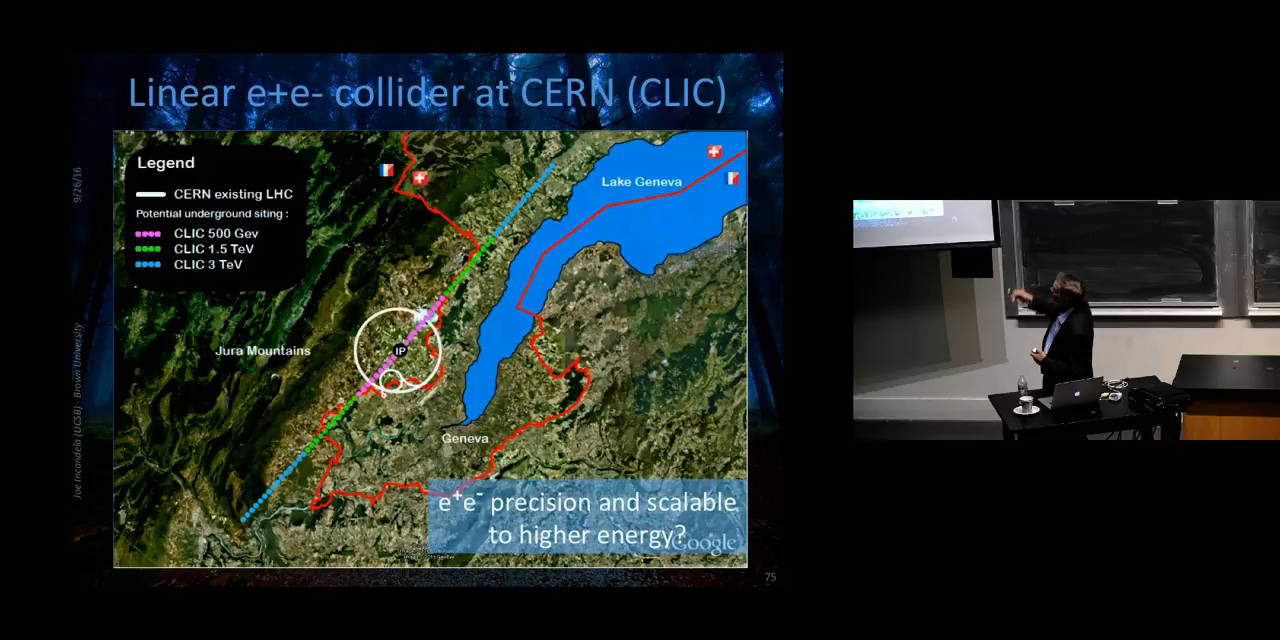 Linear e+e- collider at CERN (CLIC)
9/26/16
Joe Incandela (UCSB) - Brown University
Legend
CERN existing LHC
Potential underground siting :
CLIC 500 Gev
CLIC 1.5 TeV
CLIC 3 TeV
Lake Geneva
Jura Mountains
IP
Geneva
e+e- precision and scalable
to higher energy?
Google
75